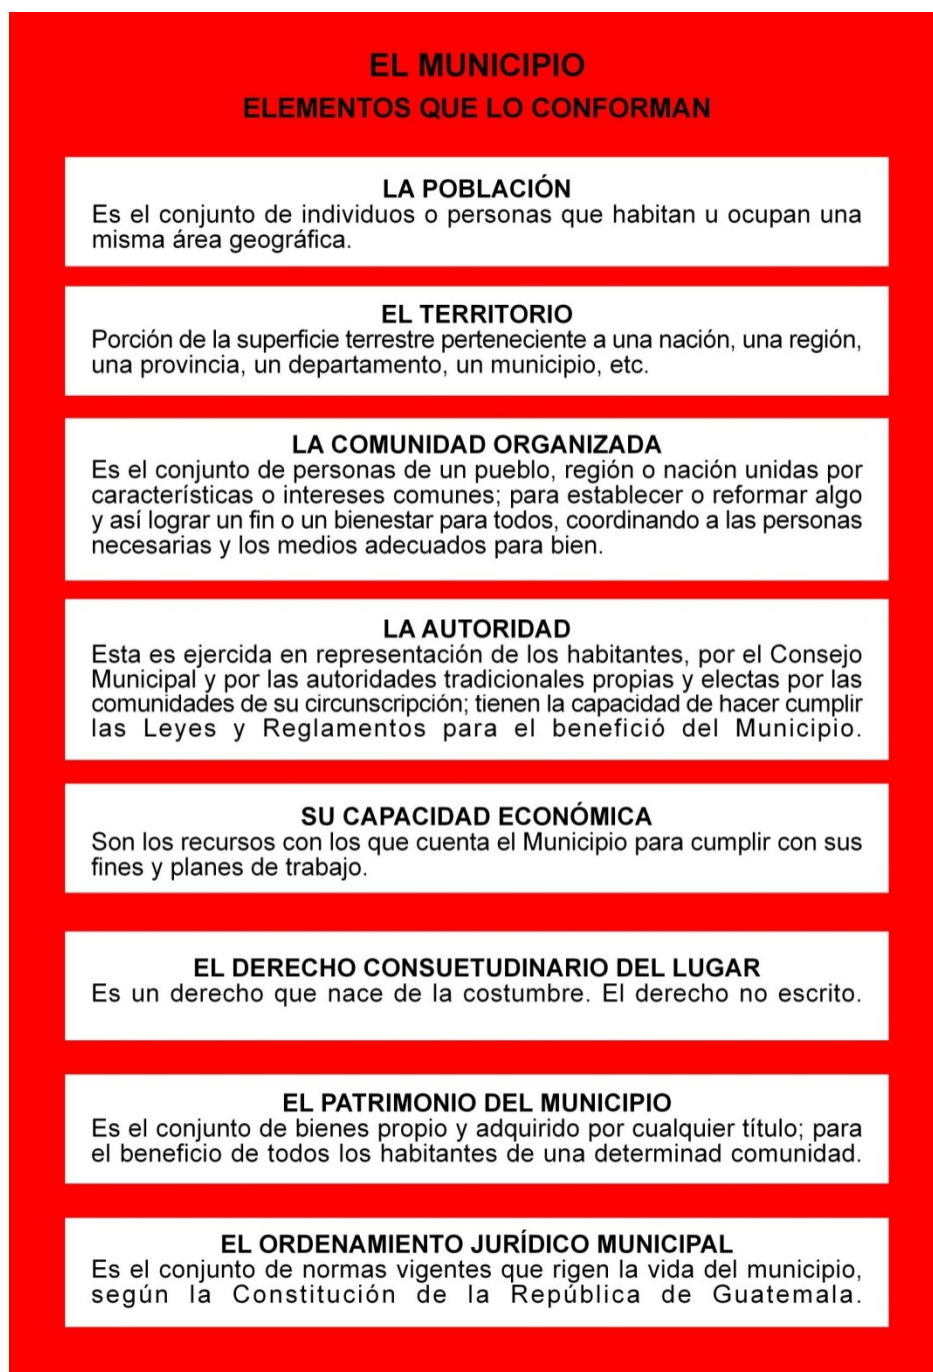 EL MUNICIPIO
ELEMENTOS QUE LO CONFORMAN
LA POBLACIÓN
Es el conjunto de individuos o personas que habitan u ocupan una
misma área geográfica.
EL TERRITORIO
Porción de la superficie terrestre perteneciente a una nación, una región,
una provincia, un departamento, un municipio, etc.
LA COMUNIDAD ORGANIZADA
Es el conjunto de personas de un pueblo, región o nación unidas por
características o intereses comunes; para establecer o reformar algo
y así lograr un fin o un bienestar para todos, coordinando a las personas
necesarias y los medios adecuados para bien.
LA AUTORIDAD
Esta es ejercida en representación de los habitantes, por el Consejo
Municipal y por las autoridades tradicionales propias y electas por las
comunidades de su circunscripción; tienen la capacidad de hacer cumplir
las Leyes y Reglamentos para el benefició del Municipio.
SU CAPACIDAD ECONÓMICA
Son los recursos con los que cuenta el Municipio para cumplir con sus
fines y planes de trabajo.
EL DERECHO CONSUETUDINARIO DEL LUGAR
Es un derecho que nace de la costumbre. El derecho no escrito.
EL PATRIMONIO DEL MUNICIPIO
Es el conjunto de bienes propio y adquirido por cualquier título; para
el beneficio de todos los habitantes de una determinad comunidad.
EL ORDENAMIENTO JURÍDICO MUNICIPAL
Es el conjunto de normas vigentes que rigen la vida del municipio,
según la Constitución de la República de Guatemala.